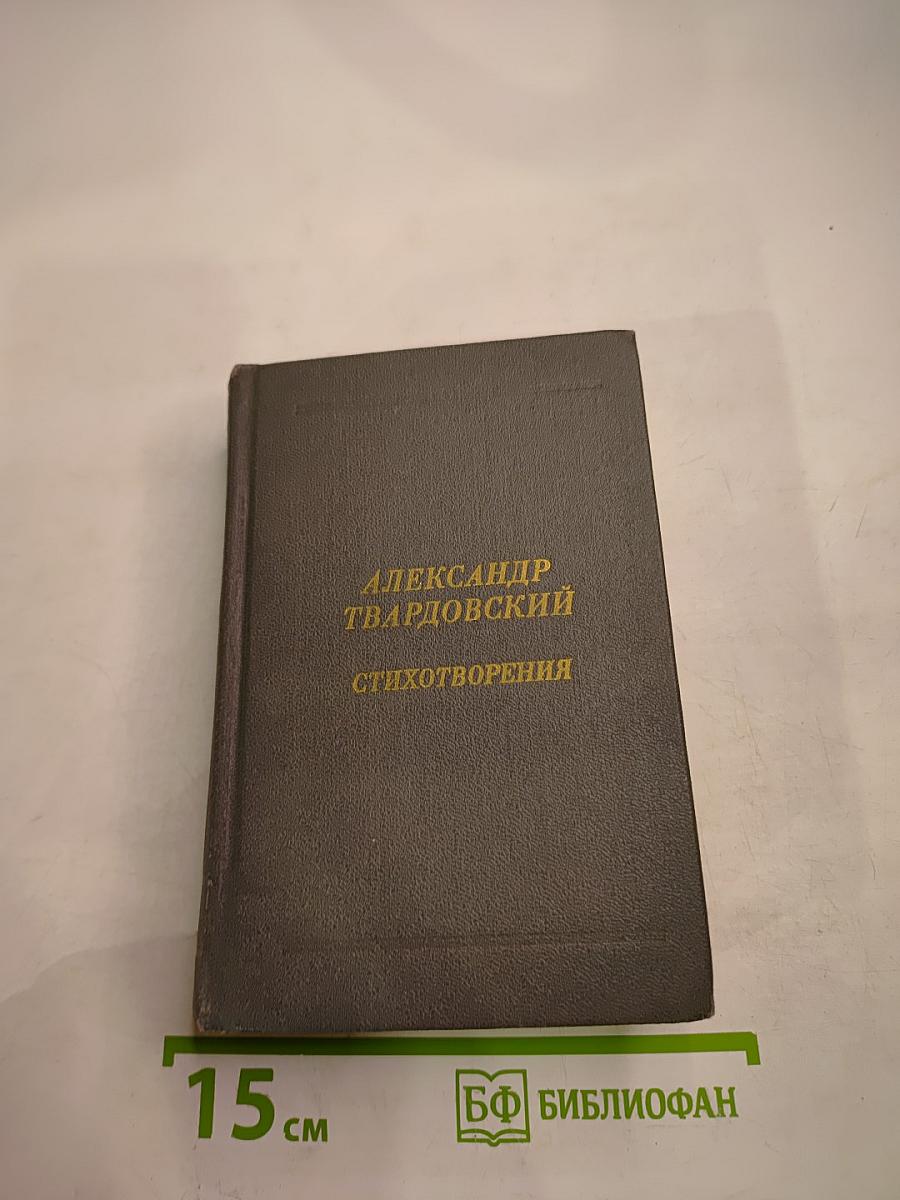 АЛЕКСАНДР
ТВАРДОВСКИЙ
СТИХОТВОРЕНИЯ
15 см
БФ БИБЛИОФАН